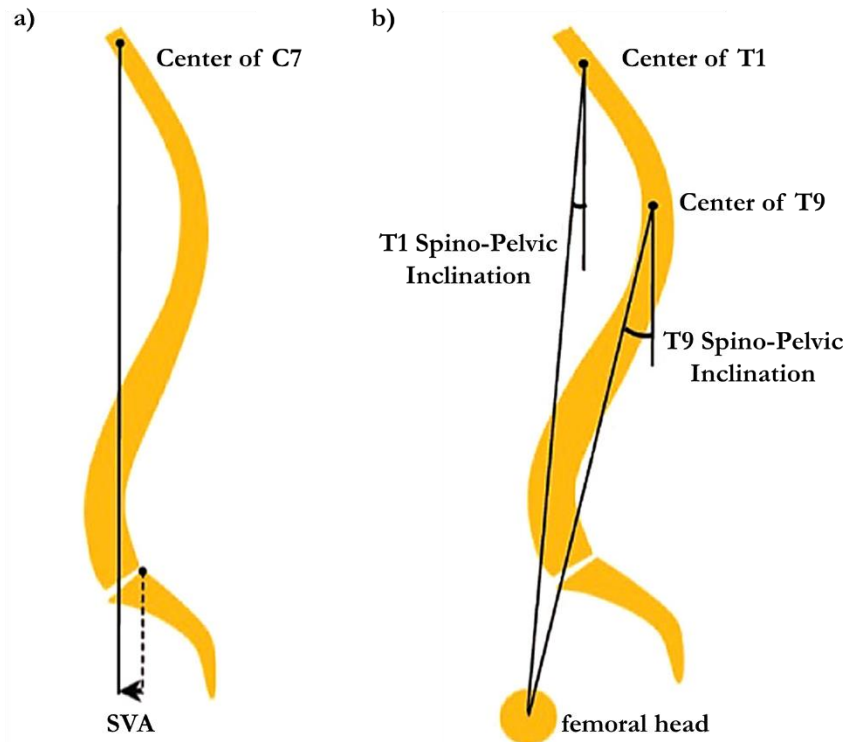 a)
Center of C7
SVA
b)
Center of T1
Center of T9
T1 Spino-Pelvic
Inclination
T9 Spino-Pelvic
Inclination
femoral head